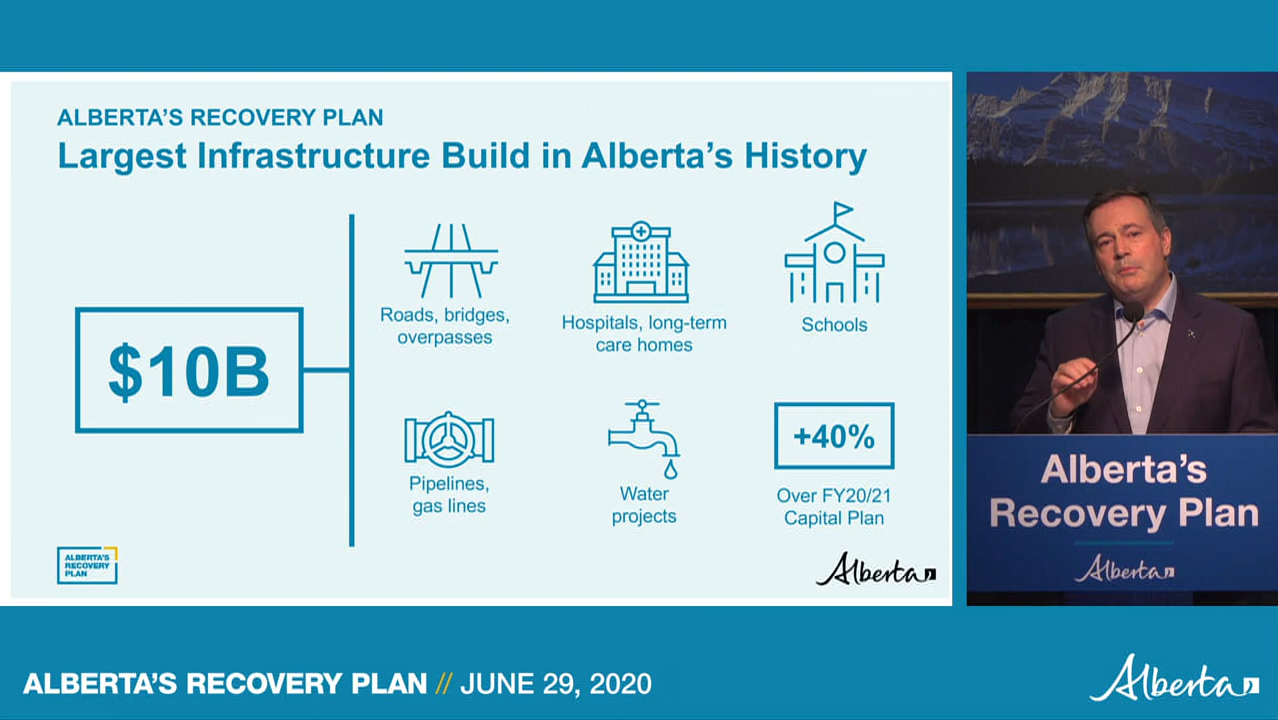 ALBERTA'S RECOVERY PLAN
Largest Infrastructure Build in Alberta's History
$10B
Roads, bridges,
overpasses
Hospitals, long-term
care homes
Schools
Pipelines,
gas lines
Water
projects
+40%
Over FY20/21
Capital Plan
ALBERTA'S
RECOVERY
PLAN
Alberta
Alberta's
Recovery Plan
Alberta
ALBERTA'S RECOVERY PLAN // JUNE 29, 2020
Alberta